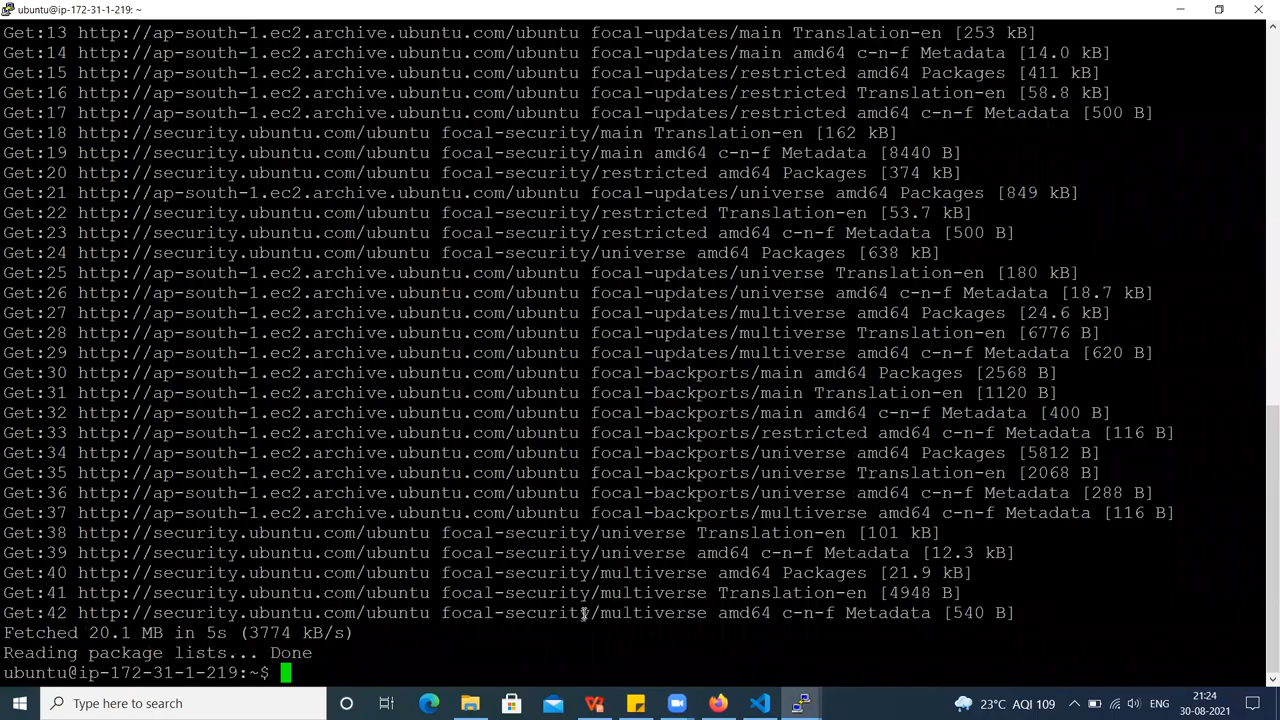 ubuntu@ip-172-31-1-219: ~
Get:13 http://ap-south-1.ec2.archive.ubuntu.com/ubuntu focal-updates/main Translation-en [253 kB]
Get:14 http://ap-south-1.ec2.archive.ubuntu.com/ubuntu focal-updates/main amd64 c-n-f Metadata [14.0 kB]
Get:15 http://ap-south-1.ec2.archive.ubuntu.com/ubuntu focal-updates/restricted amd64 Packages [411 kB]
Get:16 http://ap-south-1.ec2.archive.ubuntu.com/ubuntu focal-updates/restricted Translation-en [58.8 kB]
Get:17 http://ap-south-1.ec2.archive.ubuntu.com/ubuntu focal-updates/restricted amd64 c-n-f Metadata [500 B]
Get:18 http://security.ubuntu.com/ubuntu focal-security/main Translation-en [162 kB]
Get:19 http://security.ubuntu.com/ubuntu focal-security/main amd64 c-n-f Metadata [8440 B]
Get:20 http://security.ubuntu.com/ubuntu focal-security/restricted amd64 Packages [374 kB]
Get:21 http://ap-south-1.ec2.archive.ubuntu.com/ubuntu focal-updates/universe amd64 Packages [849 kB]
Get:22 http://security.ubuntu.com/ubuntu focal-security/restricted Translation-en [53.7 kB]
Get:23 http://security.ubuntu.com/ubuntu focal-security/restricted amd64 c-n-f Metadata [500 B]
Get:24 http://security.ubuntu.com/ubuntu focal-security/universe amd64 Packages [638 kB]
Get:25 http://ap-south-1.ec2.archive.ubuntu.com/ubuntu focal-updates/universe Translation-en [180 kB]
Get:26 http://ap-south-1.ec2.archive.ubuntu.com/ubuntu focal-updates/universe amd64 c-n-f Metadata [18.7 kB]
Get:27 http://ap-south-1.ec2.archive.ubuntu.com/ubuntu focal-updates/multiverse amd64 Packages [24.6 kB]
Get:28 http://ap-south-1.ec2.archive.ubuntu.com/ubuntu focal-updates/multiverse Translation-en [6776 B]
Get:29 http://ap-south-1.ec2.archive.ubuntu.com/ubuntu focal-updates/multiverse amd64 c-n-f Metadata [620 B]
Get:30 http://ap-south-1.ec2.archive.ubuntu.com/ubuntu focal-backports/main amd64 Packages [2568 B]
Get:31 http://ap-south-1.ec2.archive.ubuntu.com/ubuntu focal-backports/main Translation-en [1120 B]
Get:32 http://ap-south-1.ec2.archive.ubuntu.com/ubuntu focal-backports/main amd64 c-n-f Metadata [400 B]
Get:33 http://ap-south-1.ec2.archive.ubuntu.com/ubuntu focal-backports/restricted amd64 c-n-f Metadata [116 B]
Get:34 http://ap-south-1.ec2.archive.ubuntu.com/ubuntu focal-backports/universe amd64 Packages [5812 B]
Get:35 http://ap-south-1.ec2.archive.ubuntu.com/ubuntu focal-backports/universe Translation-en [2068 B]
Get:36 http://ap-south-1.ec2.archive.ubuntu.com/ubuntu focal-backports/universe amd64 c-n-f Metadata [288 B]
Get:37 http://ap-south-1.ec2.archive.ubuntu.com/ubuntu focal-backports/multiverse amd64 c-n-f Metadata [116 B]
Get:38 http://security.ubuntu.com/ubuntu focal-security/universe Translation-en [101 kB]
Get:39 http://security.ubuntu.com/ubuntu focal-security/universe amd64 c-n-f Metadata [12.3 kB]
Get:40 http://security.ubuntu.com/ubuntu focal-security/multiverse amd64 Packages [21.9 kB]
Get:41 http://security.ubuntu.com/ubuntu focal-security/multiverse Translation-en [4948 B]
Get:42 http://security.ubuntu.com/ubuntu focal-security/multiverse amd64 c-n-f Metadata [540 B]
Fetched 20.1 MB in 5s (3774 kB/s)
Reading package lists... Done
ubuntu@ip-172-31-1-219:~$
Type here to search
23°C AQI 109
ENG
21:24
30-08-2021